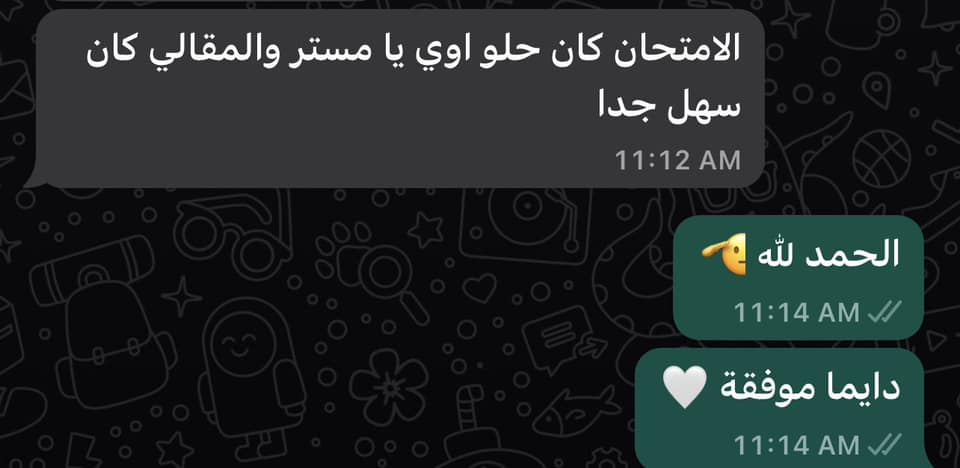 الامتحان كان حلو اوي يا مستر والمقالي كان
سهل جدا
11:12 AM
الحمد لله 🫡
11:14 AM
دايما موفقة 🤍
11:14 AM